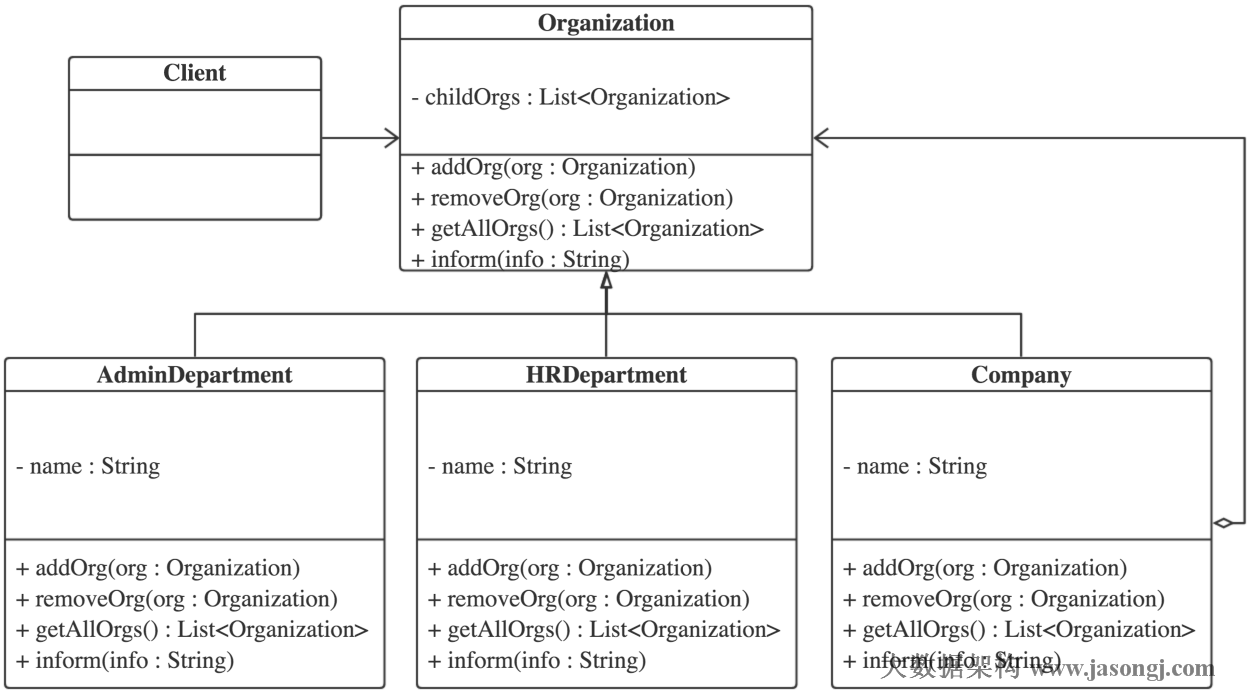 Organization
- childOrgs : List<Organization>
+ addOrg(org : Organization)
+ removeOrg(org : Organization)
+ getAllOrgs() : List<Organization>
+ inform(info : String)
Client
AdminDepartment
- name : String
+ addOrg(org : Organization)
+ removeOrg(org : Organization)
+ getAllOrgs() : List<Organization>
+ inform(info : String)
HRDepartment
- name : String
+ addOrg(org : Organization)
+ removeOrg(org : Organization)
+ getAllOrgs() : List<Organization>
+ inform(info : String)
Company
- name : String
+ addOrg(org : Organization)
+ removeOrg(org : Organization)
+ getAllOrgs() : List<Organization>
+ inform(info : String)
大数据架构 www.jasongj.com